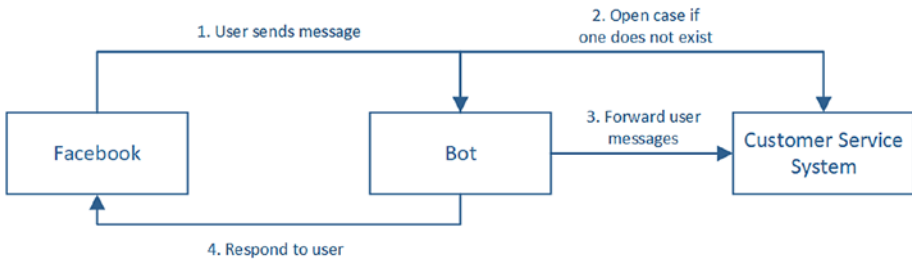 1. User sends message
2. Open case if
one does not exist
Facebook
Bot
3. Forward user
messages
Customer Service
System
4. Respond to user